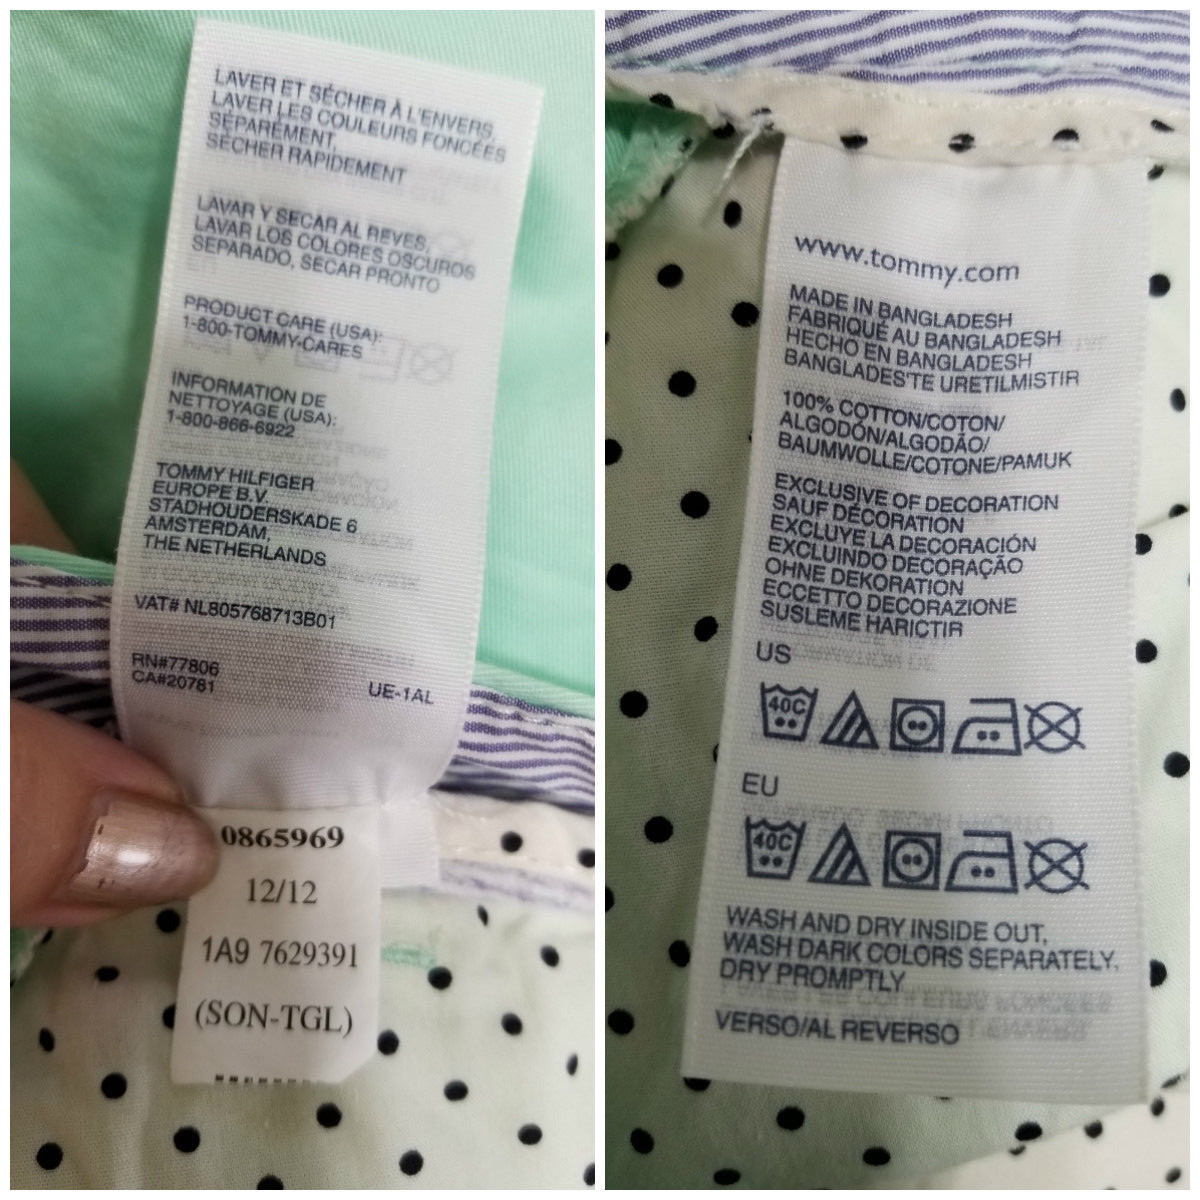 LAVER ET SÉCHER À L'ENVERS,
LAVER LES COULEURS FONCÉES
SÉPARÉMENT,
SÉCHER RAPIDEMENT
LAVAR Y SECAR AL REVES,
LAVAR LOS COLORES OSCUROS
SEPARADO, SECAR PRONTO
PRODUCT CARE (USA):
1-800-TOMMY-CARES
INFORMATION DE
NETTOYAGE (USA):
1-800-866-6922
TOMMY HILFIGER
EUROPE B.V.
STADHOUDERSKADE 6
AMSTERDAM,
THE NETHERLANDS
VAT# NL805768713B01
RN#77806
CA#20781 UE-1AL
0865969
12/12
1A9 7629391
(SON-TGL)
www.tommy.com
MADE IN BANGLADESH
FABRIQUÉ AU BANGLADESH
HECHO EN BANGLADESH
BANGLADES'TE URETILMISTIR
100% COTTON/COTON/
ALGODÓN/ALGODÃO/
BAUMWOLLE/COTONE/PAMUK
EXCLUSIVE OF DECORATION
SAUF DÉCORATION
EXCLUYE LA DECORACIÓN
EXCLUINDO DECORAÇÃO
OHNE DEKORATION
ECCETTO DECORAZIONE
SUSLEME HARICTIR
US
40C
EU
40C
WASH AND DRY INSIDE OUT,
WASH DARK COLORS SEPARATELY,
DRY PROMPTLY
VERSO/AL REVERSO